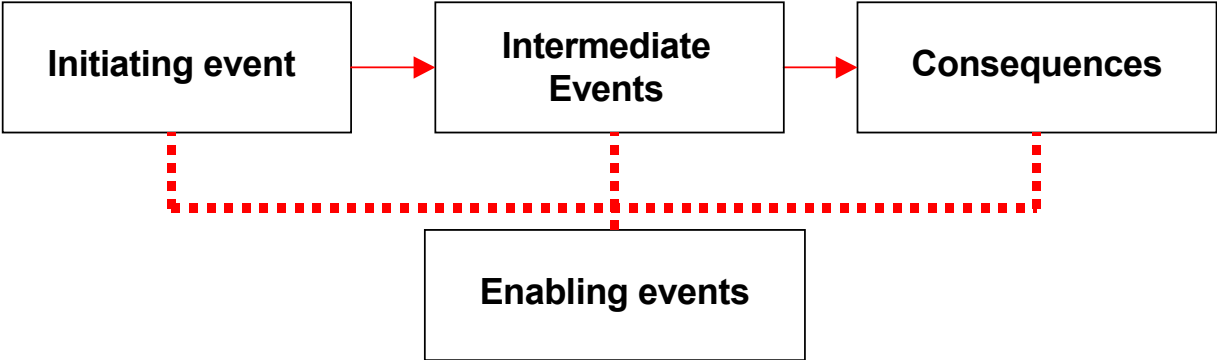 Initiating event
Intermediate
Events
Consequences
Enabling events